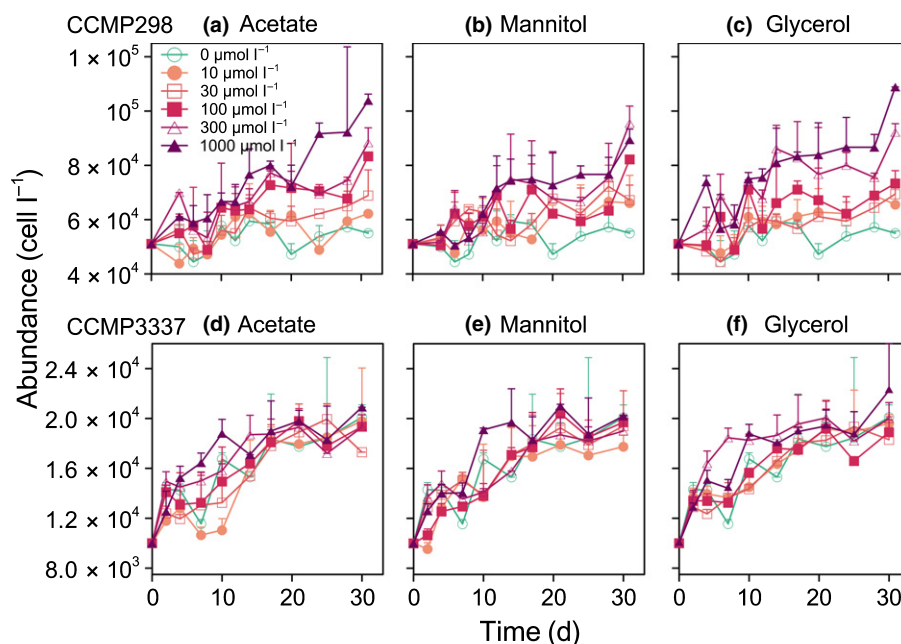 CCMP298 (a) Acetate (b) Mannitol (c) Glycerol
0 μmol l⁻¹
10 μmol l⁻¹
30 μmol l⁻¹
100 μmol l⁻¹
300 μmol l⁻¹
1000 μmol l⁻¹
1 × 10⁵
10⁵
8 × 10⁴
6 × 10⁴
4 × 10⁴
Abundance (cell l⁻¹)
CCMP3337 (d) Acetate (e) Mannitol (f) Glycerol
2.4 × 10⁴
2.0 × 10⁴
1.6 × 10⁴
1.2 × 10⁴
8.0 × 10³
0 10 20 30 0 10 20 30 0 10 20 30
Time (d)